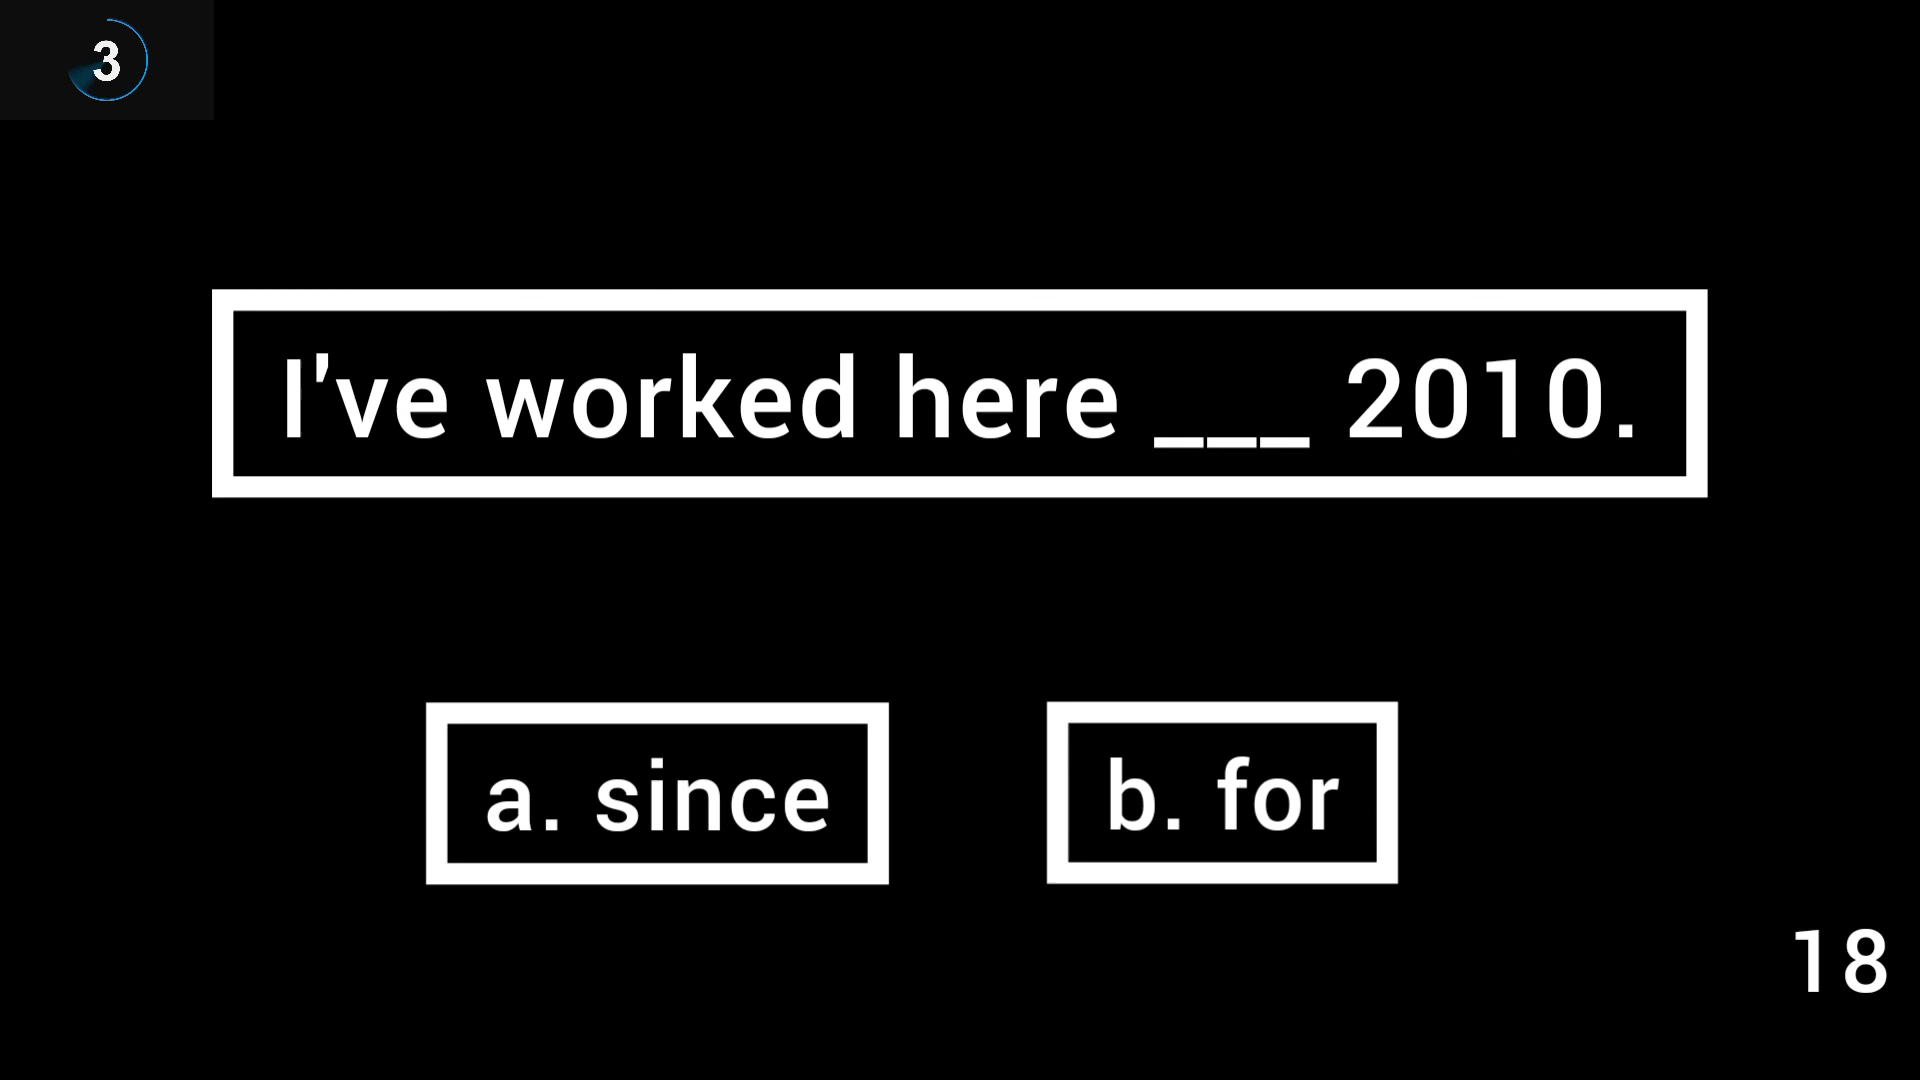 3
I've worked here ___ 2010.
a. since
b. for
18